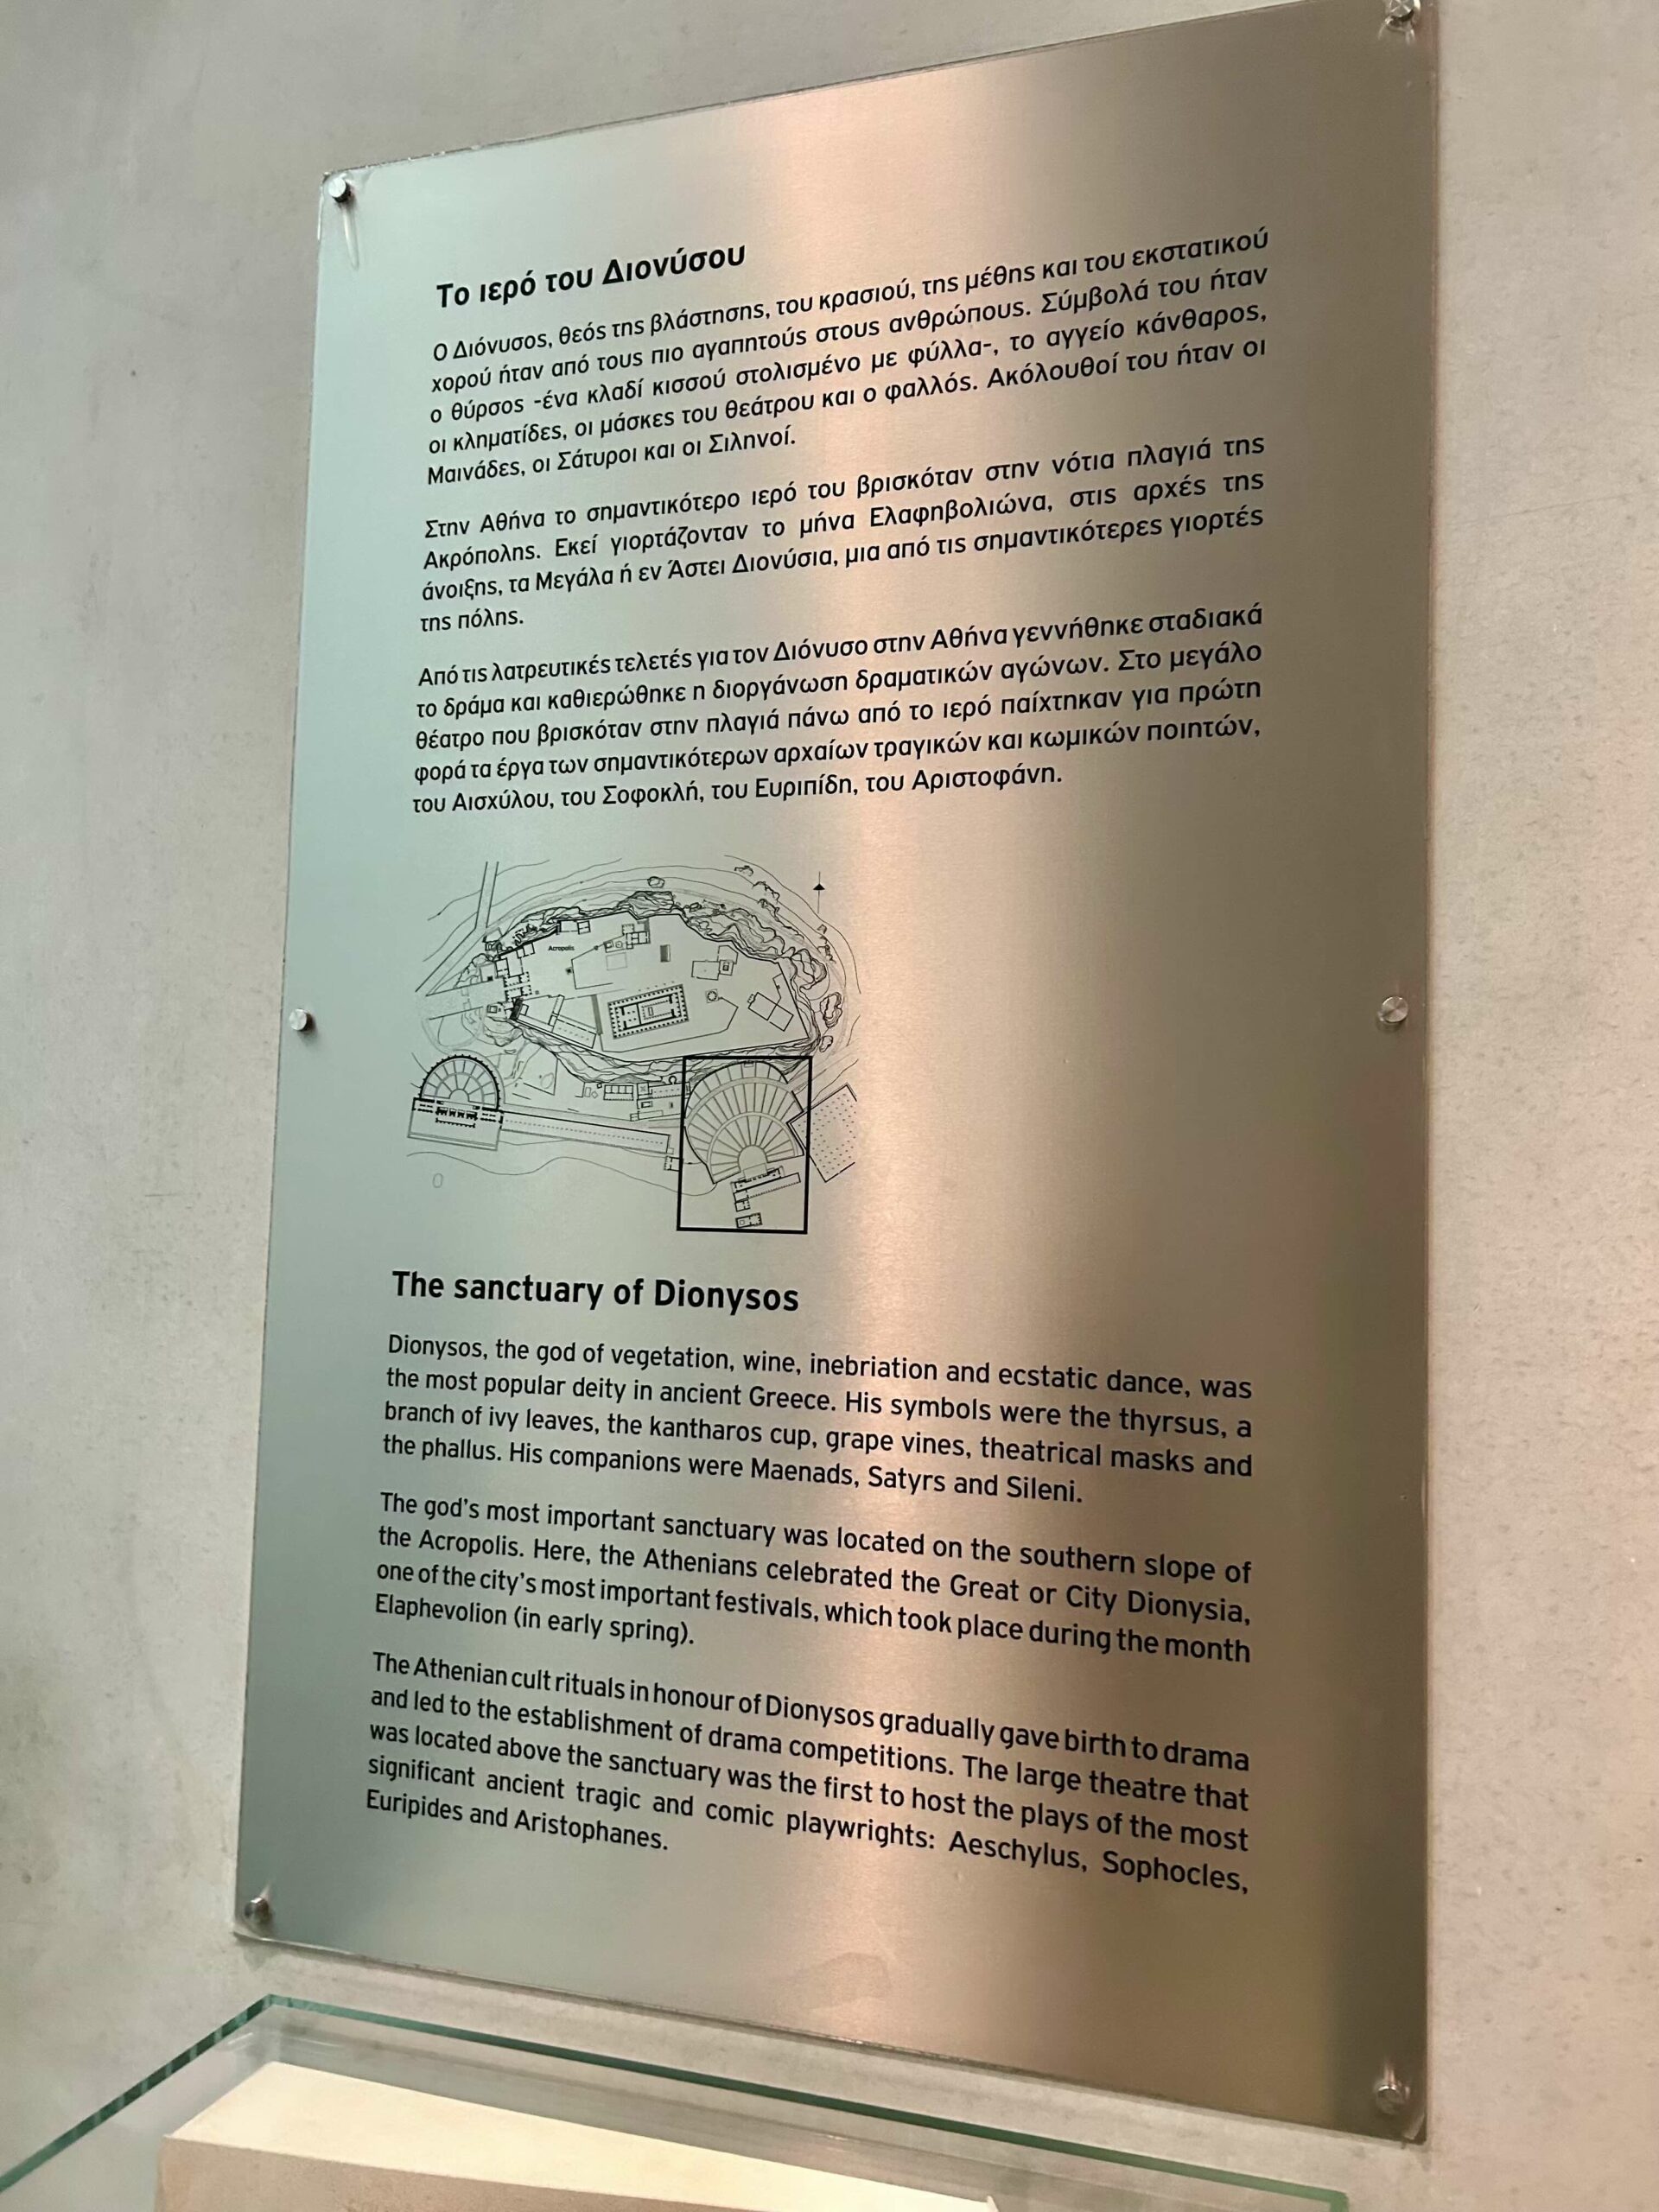 Το ιερό του Διονύσου
Ο Διόνυσος, θεός της βλάστησης, του κρασιού, της μέθης και του εκστατικού
χορού ήταν από τους πιο αγαπητούς στους ανθρώπους. Σύμβολά του ήταν
ο θύρσος -ένα κλαδί κισσού στολισμένο με φύλλα-, το αγγείο κάνθαρος,
οι κληματίδες, οι μάσκες του θεάτρου και ο φαλλός. Ακόλουθοί του ήταν οι
Μαινάδες, οι Σάτυροι και οι Σιληνοί.
Στην Αθήνα το σημαντικότερο ιερό του βρισκόταν στην νότια πλαγιά της
Ακρόπολης. Εκεί γιορτάζονταν το μήνα Ελαφηβολιώνα, στις αρχές της
άνοιξης, τα Μεγάλα ή εν Άστει Διονύσια, μια από τις σημαντικότερες γιορτές
της πόλης.
Από τις λατρευτικές τελετές για τον Διόνυσο στην Αθήνα γεννήθηκε σταδιακά
το δράμα και καθιερώθηκε η διοργάνωση δραματικών αγώνων. Στο μεγάλο
θέατρο που βρισκόταν στην πλαγιά πάνω από το ιερό παίχτηκαν για πρώτη
φορά τα έργα των σημαντικότερων αρχαίων τραγικών και κωμικών ποιητών,
του Αισχύλου, του Σοφοκλή, του Ευριπίδη, του Αριστοφάνη.
Acropolis
The sanctuary of Dionysos
Dionysos, the god of vegetation, wine, inebriation and ecstatic dance, was
the most popular deity in ancient Greece. His symbols were the thyrsus, a
branch of ivy leaves, the kantharos cup, grape vines, theatrical masks and
the phallus. His companions were Maenads, Satyrs and Sileni.
The god's most important sanctuary was located on the southern slope of
the Acropolis. Here, the Athenians celebrated the Great or City Dionysia,
one of the city's most important festivals, which took place during the month
Elaphevolion (in early spring).
The Athenian cult rituals in honour of Dionysos gradually gave birth to drama
and led to the establishment of drama competitions. The large theatre that
was located above the sanctuary was the first to host the plays of the most
significant ancient tragic and comic playwrights: Aeschylus, Sophocles,
Euripides and Aristophanes.